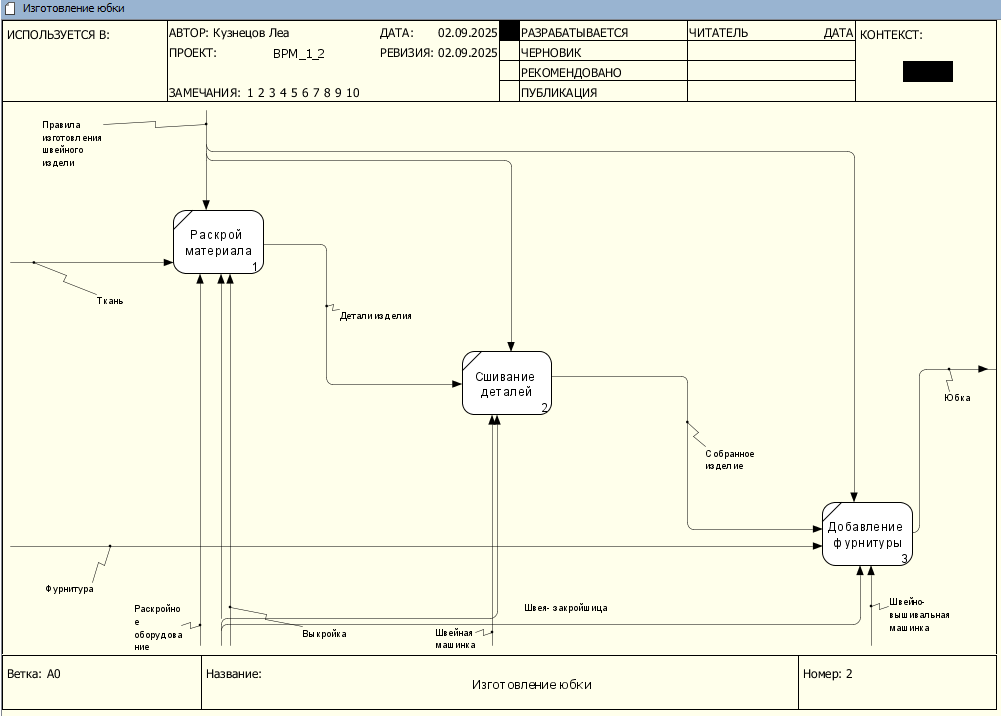 Изготовление юбки
ИСПОЛЬЗУЕТСЯ В:
АВТОР: Кузнецов Леа
ДАТА: 02.09.2025
РАЗРАБАТЫВАЕТСЯ
ЧИТАТЕЛЬ
ДАТА
КОНТЕКСТ:
ПРОЕКТ: BPM_1_2
РЕВИЗИЯ: 02.09.2025
ЧЕРНОВИК
РЕКОМЕНДОВАНО
ЗАМЕЧАНИЯ: 1 2 3 4 5 6 7 8 9 10
ПУБЛИКАЦИЯ
Правила
изготовления
швейного
издели
Раскрой
материала
1
Ткань
Детали изделия
Сшивание
деталей
2
Юбка
Собранное
изделие
Добавление
фурнитуры
3
Фурнитура
Раскройно
е
оборудова
ние
Выкройка
Швейная
машинка
Швея- закройщица
Швейно-
вышивальная
машинка
Ветка: A0
Название:
Изготовление юбки
Номер: 2